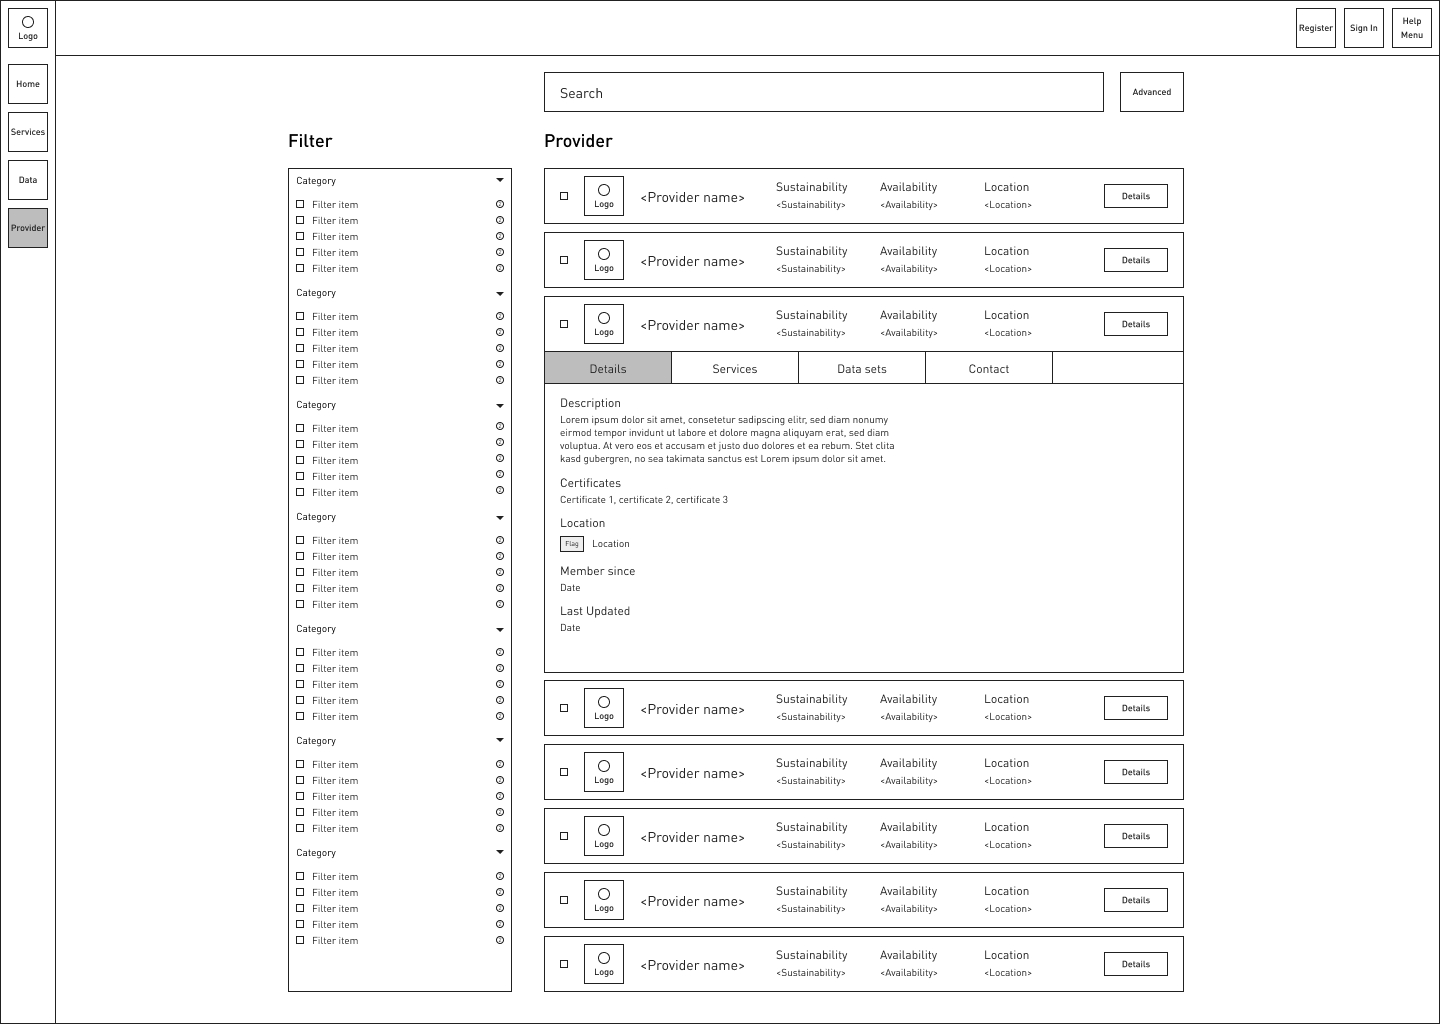 Logo
Register
Sign In
Help
Menu
Home
Services
Data
Provider
Search
Advanced
Filter
Category
Filter item
Filter item
Filter item
Filter item
Filter item
Category
Filter item
Filter item
Filter item
Filter item
Filter item
Category
Filter item
Filter item
Filter item
Filter item
Filter item
Category
Filter item
Filter item
Filter item
Filter item
Filter item
Category
Filter item
Filter item
Filter item
Filter item
Filter item
Category
Filter item
Filter item
Filter item
Filter item
Filter item
Category
Filter item
Filter item
Filter item
Filter item
Filter item
Provider
Logo
<Provider name>
Sustainability
<Sustainability>
Availability
<Availability>
Location
<Location>
Details
Logo
<Provider name>
Sustainability
<Sustainability>
Availability
<Availability>
Location
<Location>
Details
Logo
<Provider name>
Sustainability
<Sustainability>
Availability
<Availability>
Location
<Location>
Details
Details
Services
Data sets
Contact
Description
Lorem ipsum dolor sit amet, consetetur sadipscing elitr, sed diam nonumy
eirmod tempor invidunt ut labore et dolore magna aliquyam erat, sed diam
voluptua. At vero eos et accusam et justo duo dolores et ea rebum. Stet clita
kasd gubergren, no sea takimata sanctus est Lorem ipsum dolor sit amet.
Certificates
Certificate 1, certificate 2, certificate 3
Location
Flag
Location
Member since
Date
Last Updated
Date
Logo
<Provider name>
Sustainability
<Sustainability>
Availability
<Availability>
Location
<Location>
Details
Logo
<Provider name>
Sustainability
<Sustainability>
Availability
<Availability>
Location
<Location>
Details
Logo
<Provider name>
Sustainability
<Sustainability>
Availability
<Availability>
Location
<Location>
Details
Logo
<Provider name>
Sustainability
<Sustainability>
Availability
<Availability>
Location
<Location>
Details
Logo
<Provider name>
Sustainability
<Sustainability>
Availability
<Availability>
Location
<Location>
Details